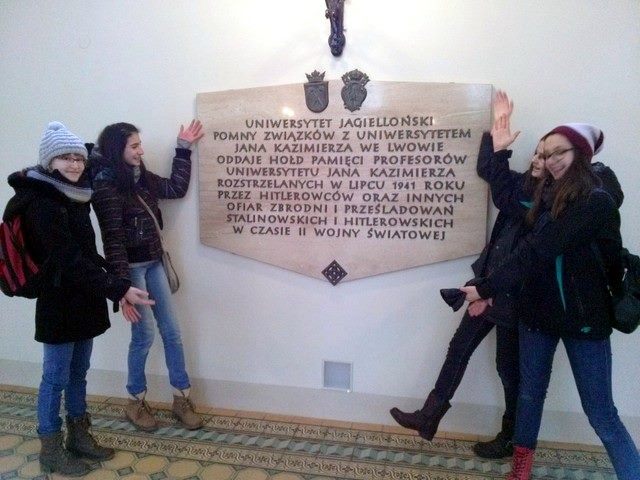 UNIWERSYTET JAGIELLOŃSKI
POMNY ZWIĄZKÓW Z UNIWERSYTETEM
JANA KAZIMIERZA WE LWOWIE
ODDAJE HOŁD PAMIĘCI PROFESORÓW
UNIWERSYTETU JANA KAZIMIERZA
ROZSTRZELANYCH W LIPCU 1941 ROKU
PRZEZ HITLEROWCÓW ORAZ INNYCH
OFIAR ZBRODNI I PRZEŚLADOWAŃ
STALINOWSKICH I HITLEROWSKICH
W CZASIE II WOJNY ŚWIATOWEJ